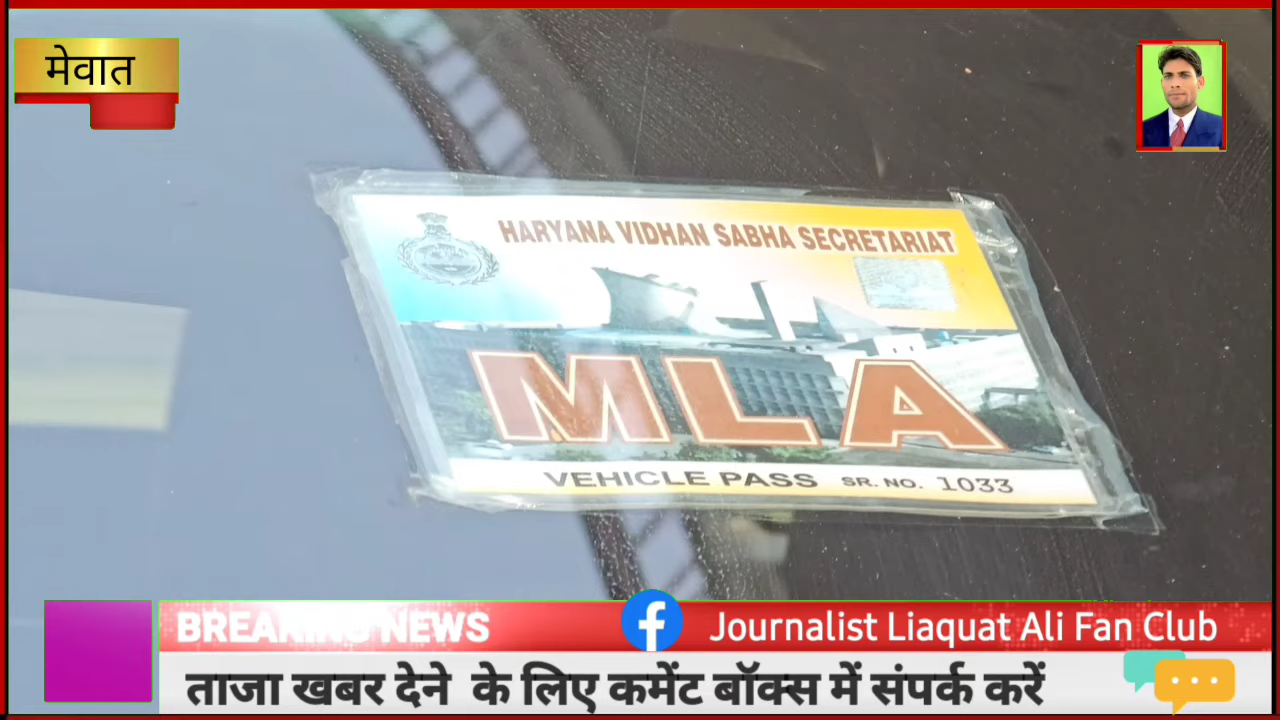 मेवात
HARYANA VIDHAN SABHA SECRETARIAT
MLA
VEHICLE PASS SR. NO. 1033
BREAKING NEWS
Journalist Liaquat Ali Fan Club
ताजा खबर देने के लिए कमेंट बॉक्स में संपर्क करें